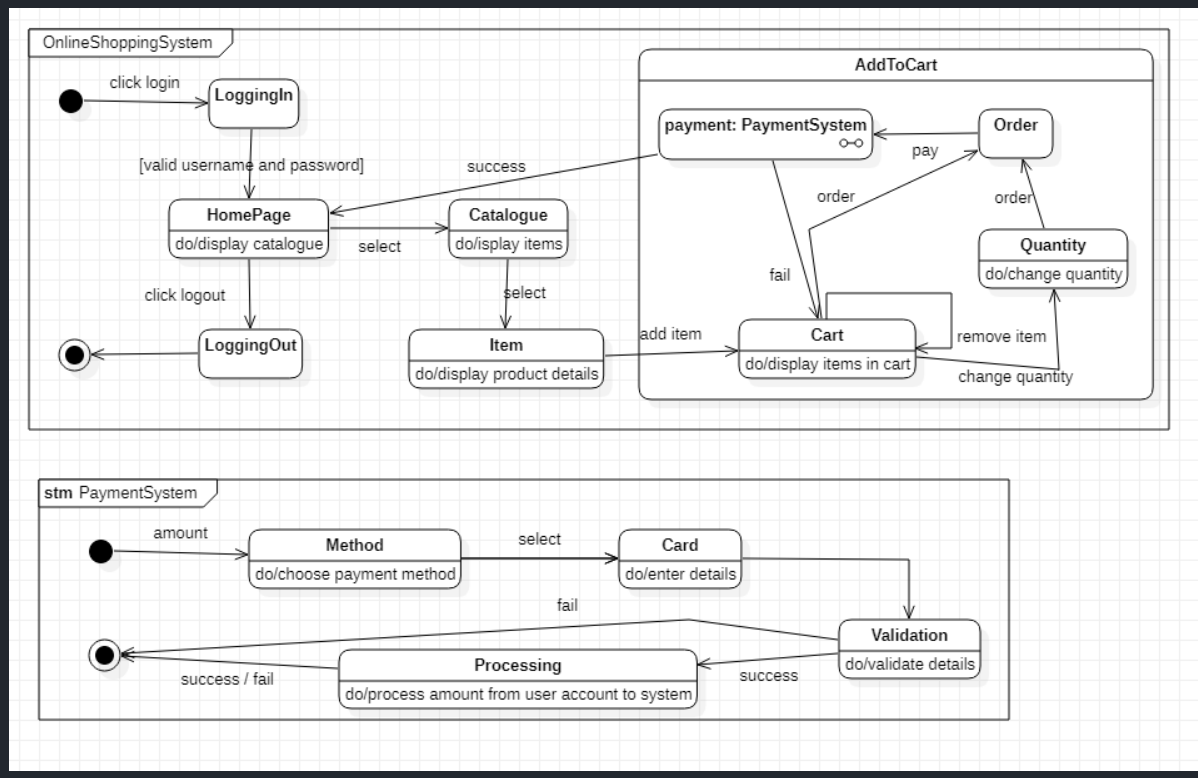 OnlineShoppingSystem
click login
LoggingIn
[valid username and password]
HomePage
do/display catalogue
click logout
LoggingOut
select
Catalogue
do/isplay items
select
Item
do/display product details
success
add item
AddToCart
payment: PaymentSystem
pay
Order
order
order
Quantity
do/change quantity
fail
Cart
do/display items in cart
remove item
change quantity
stm PaymentSystem
amount
Method
do/choose payment method
select
Card
do/enter details
fail
Validation
do/validate details
success
Processing
do/process amount from user account to system
success / fail